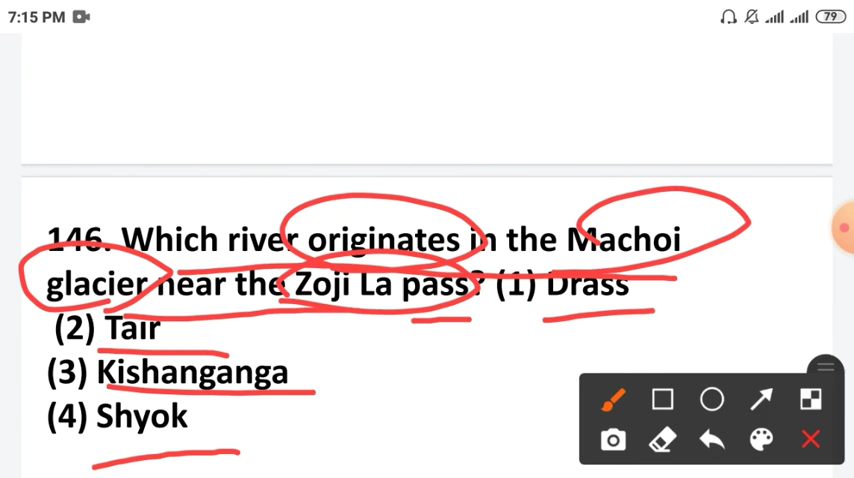 7:15 PM
79
146. Which river originates in the Machoi
glacier near the Zoji La pass? (1) Drass
(2) Tair
(3) Kishanganga
(4) Shyok